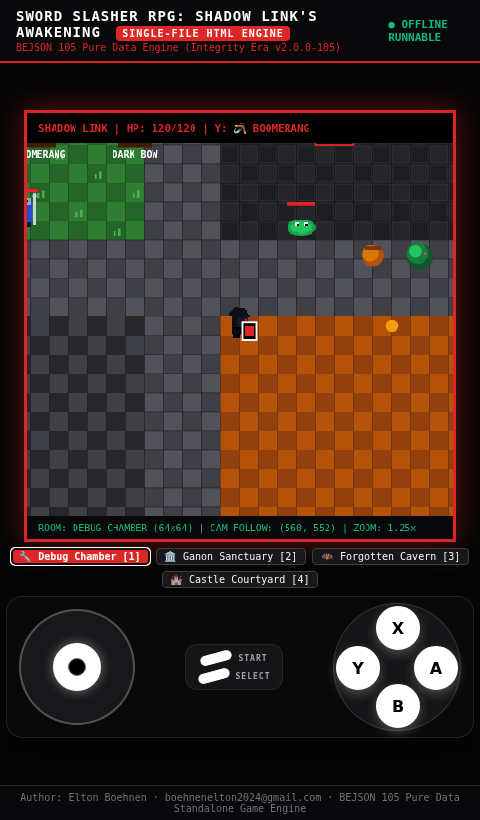 SWORD SLASHER RPG: SHADOW LINK'S
AWAKENING SINGLE-FILE HTML ENGINE
BEJSON 105 Pure Data Engine (Integrity Era v2.0.0-105)
● OFFLINE
RUNNABLE
SHADOW LINK | HP: 120/120 | Y: 🪃 BOOMERANG
OMERANG
DARK BOW
ROOM: DEBUG CHAMBER (64x64) | CAM FOLLOW: (560, 552) | ZOOM: 1.25x
🔧 Debug Chamber [1]
🏛️ Ganon Sanctuary [2]
🦇 Forgotten Cavern [3]
🏰 Castle Courtyard [4]
START
SELECT
X
Y
A
B
Author: Elton Boehnen · boehnenelton2024@gmail.com · BEJSON 105 Pure Data
Standalone Game Engine